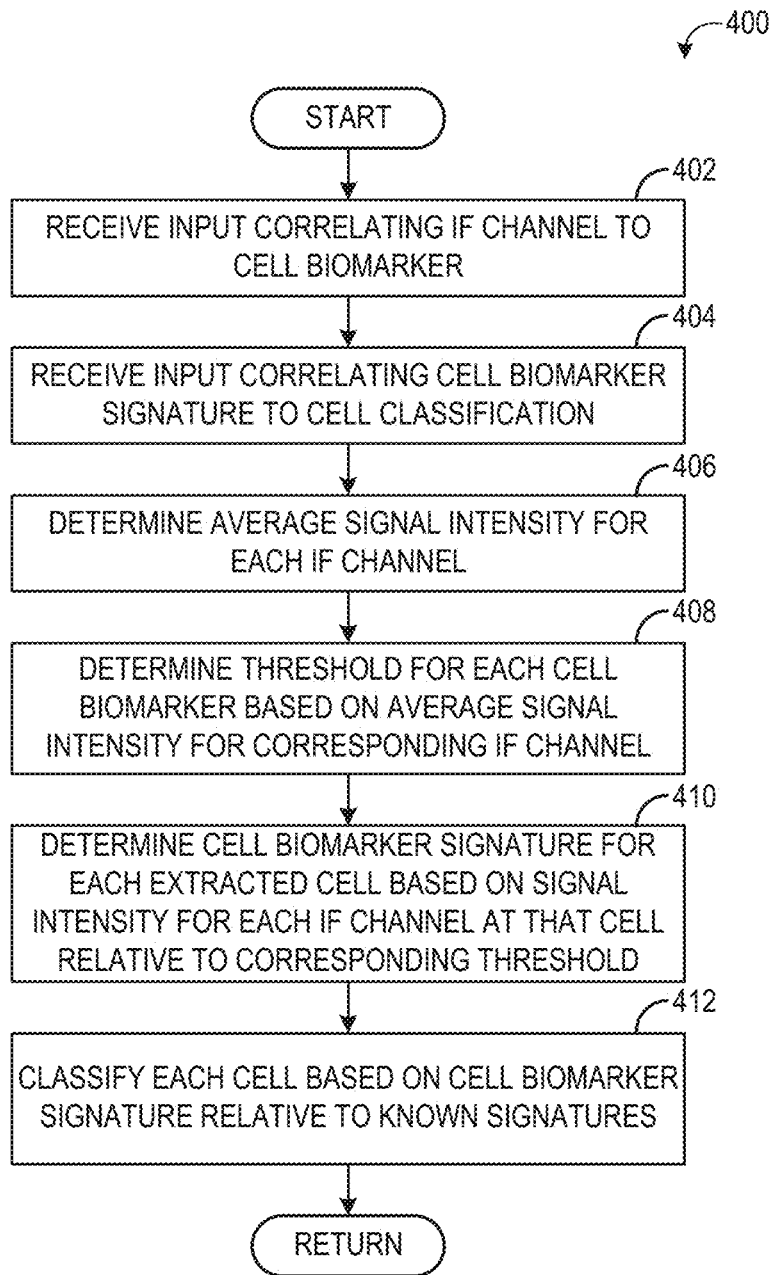 400
START
402
RECEIVE INPUT CORRELATING IF CHANNEL TO
CELL BIOMARKER
404
RECEIVE INPUT CORRELATING CELL BIOMARKER
SIGNATURE TO CELL CLASSIFICATION
406
DETERMINE AVERAGE SIGNAL INTENSITY FOR
EACH IF CHANNEL
408
DETERMINE THRESHOLD FOR EACH CELL
BIOMARKER BASED ON AVERAGE SIGNAL
INTENSITY FOR CORRESPONDING IF CHANNEL
410
DETERMINE CELL BIOMARKER SIGNATURE FOR
EACH EXTRACTED CELL BASED ON SIGNAL
INTENSITY FOR EACH IF CHANNEL AT THAT CELL
RELATIVE TO CORRESPONDING THRESHOLD
412
CLASSIFY EACH CELL BASED ON CELL BIOMARKER
SIGNATURE RELATIVE TO KNOWN SIGNATURES
RETURN